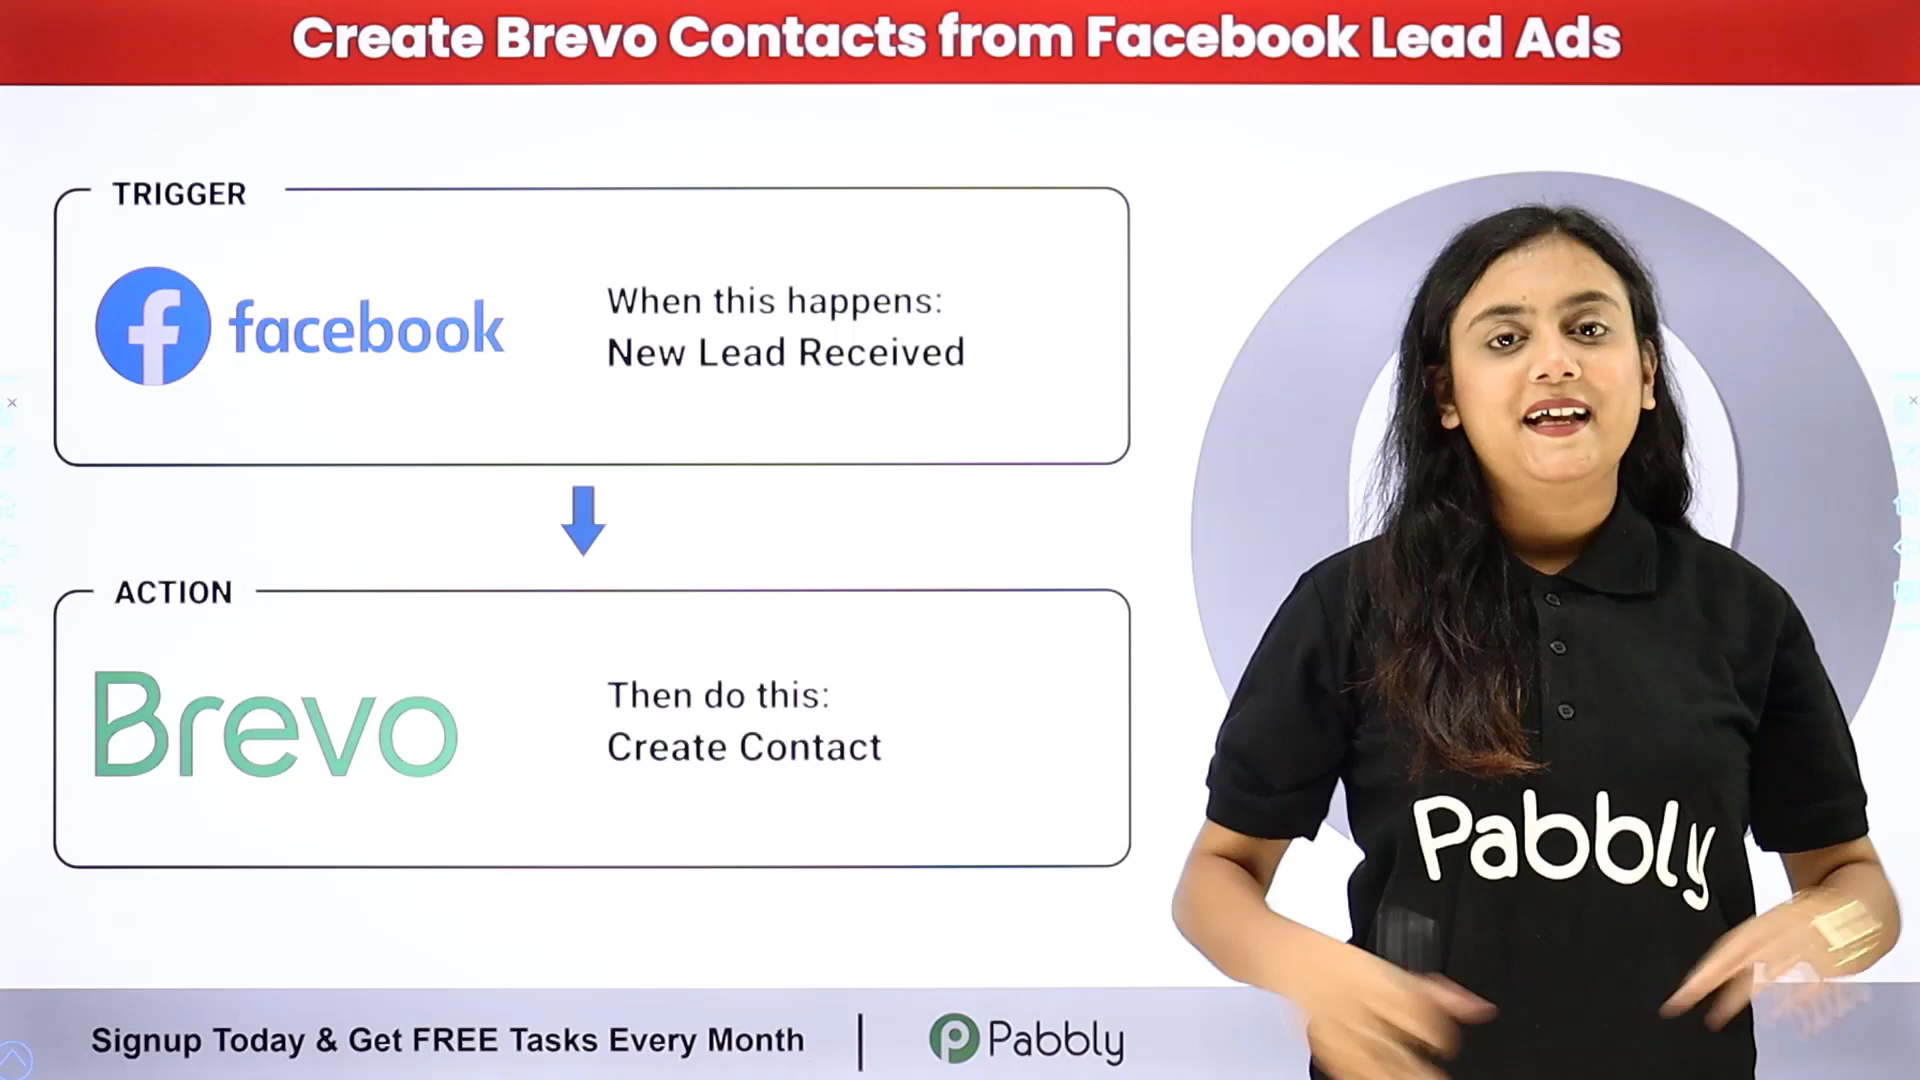 Create Brevo Contacts from Facebook Lead Ads
TRIGGER
facebook
When this happens:
New Lead Received
ACTION
Brevo
Then do this:
Create Contact
Pabbly
Signup Today & Get FREE Tasks Every Month
Pabbly